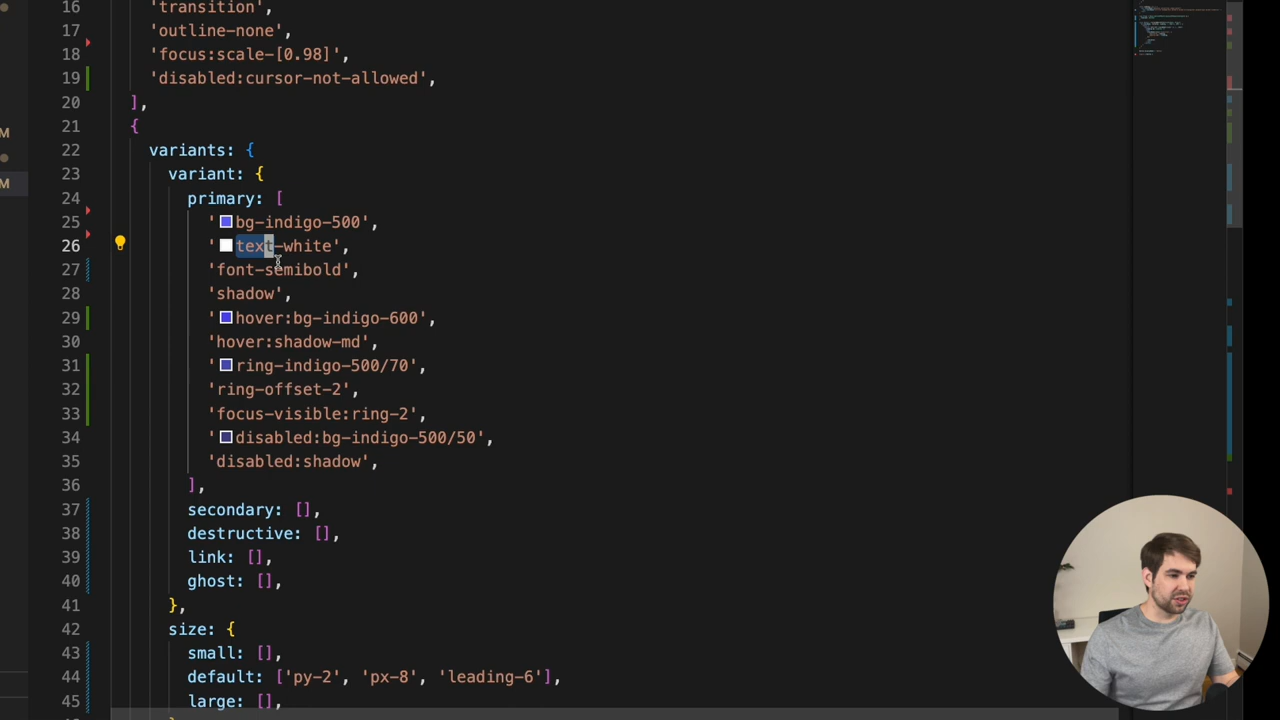 16 'transition',
17 'outline-none',
18 'focus:scale-[0.98]',
19 'disabled:cursor-not-allowed',
20 ],
21 {
M
22 variants: {
23 variant: {
M
24 primary: [
25 'bg-indigo-500',
26 'text-white',
27 'font-semibold',
28 'shadow',
29 'hover:bg-indigo-600',
30 'hover:shadow-md',
31 'ring-indigo-500/70',
32 'ring-offset-2',
33 'focus-visible:ring-2',
34 'disabled:bg-indigo-500/50',
35 'disabled:shadow',
36 ],
37 secondary: [],
38 destructive: [],
39 link: [],
40 ghost: [],
41 },
42 size: {
43 small: [],
44 default: ['py-2', 'px-8', 'leading-6'],
45 large: [],